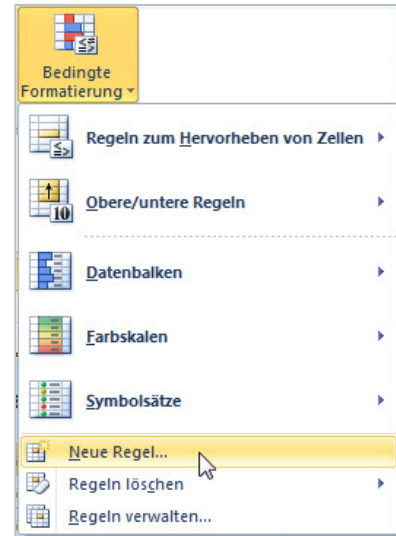 Bedingte
Formatierung
Regeln zum Hervorheben von Zellen
10
Obere/untere Regeln
Datenbalken
Farbskalen
Symbolsätze
Neue Regel...
Regeln löschen
Regeln verwalten...